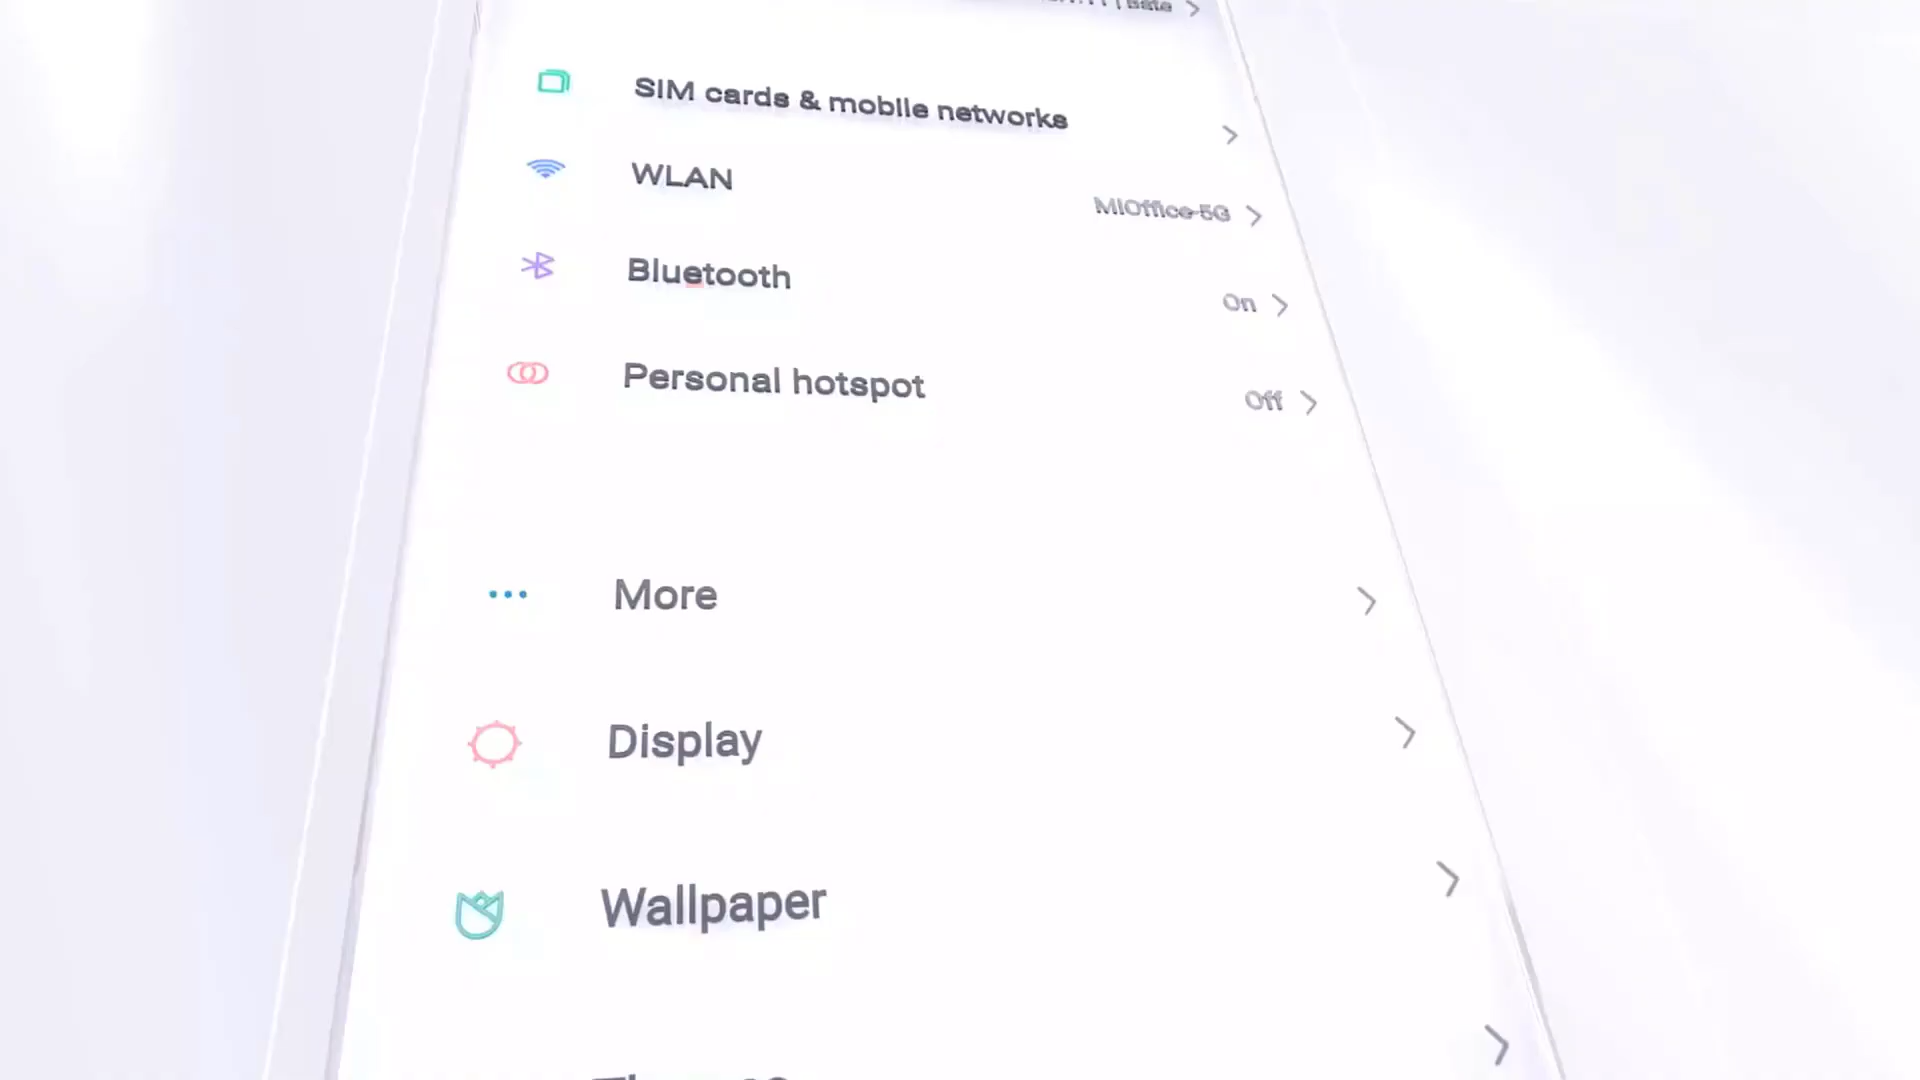 SIM cards & mobile networks
WLAN
MIOffice-5G
Bluetooth
On
Personal hotspot
Off
More
Display
Wallpaper